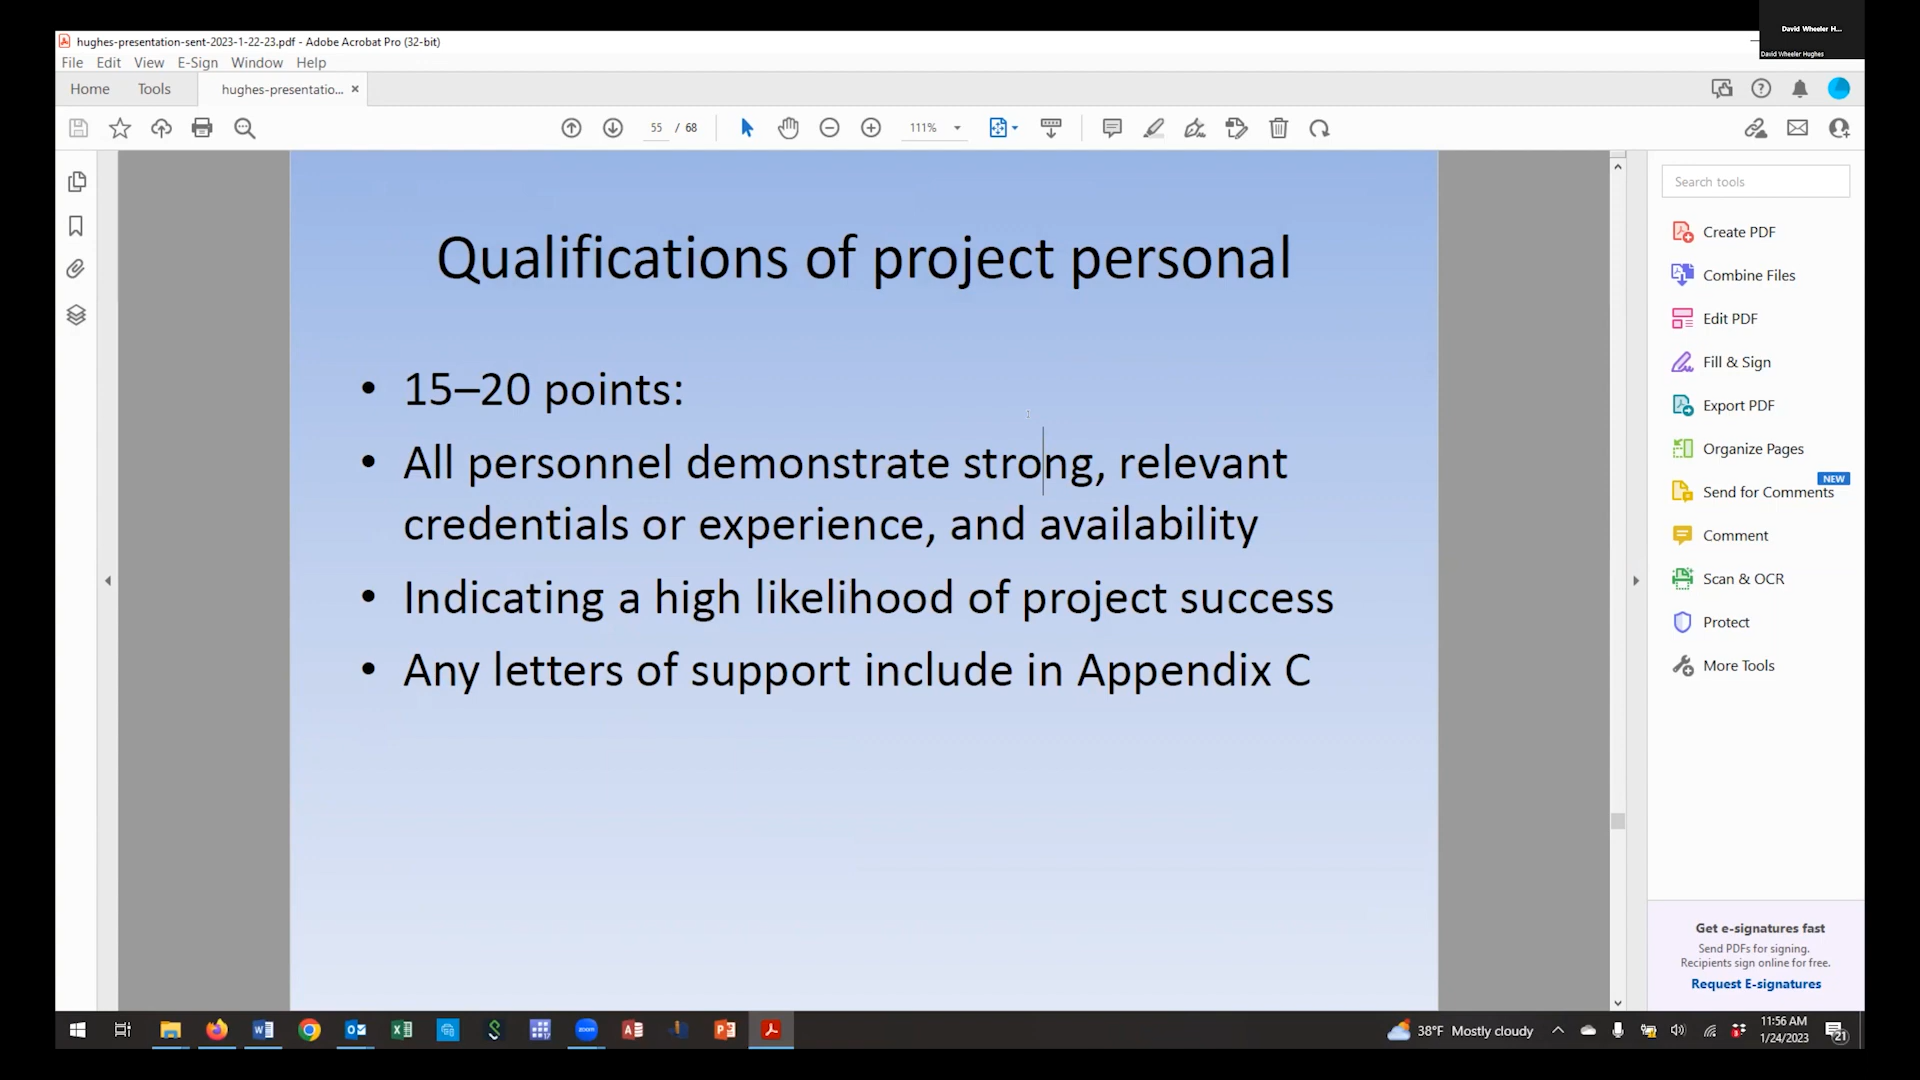 David Wheeler H...
David Wheeler Hughes
hughes-presentation-sent-2023-1-22-23.pdf - Adobe Acrobat Pro (32-bit)
File Edit View E-Sign Window Help
Home Tools hughes-presentatio... ×
55 / 68 111%
Search tools
Qualifications of project personal
• 15–20 points:
• All personnel demonstrate strong, relevant
credentials or experience, and availability
• Indicating a high likelihood of project success
• Any letters of support include in Appendix C
Create PDF
Combine Files
Edit PDF
Fill & Sign
Export PDF
Organize Pages
NEW
Send for Comments
Comment
Scan & OCR
Protect
More Tools
Get e-signatures fast
Send PDFs for signing.
Recipients sign online for free.
Request E-signatures
38°F Mostly cloudy
11:56 AM
1/24/2023
21